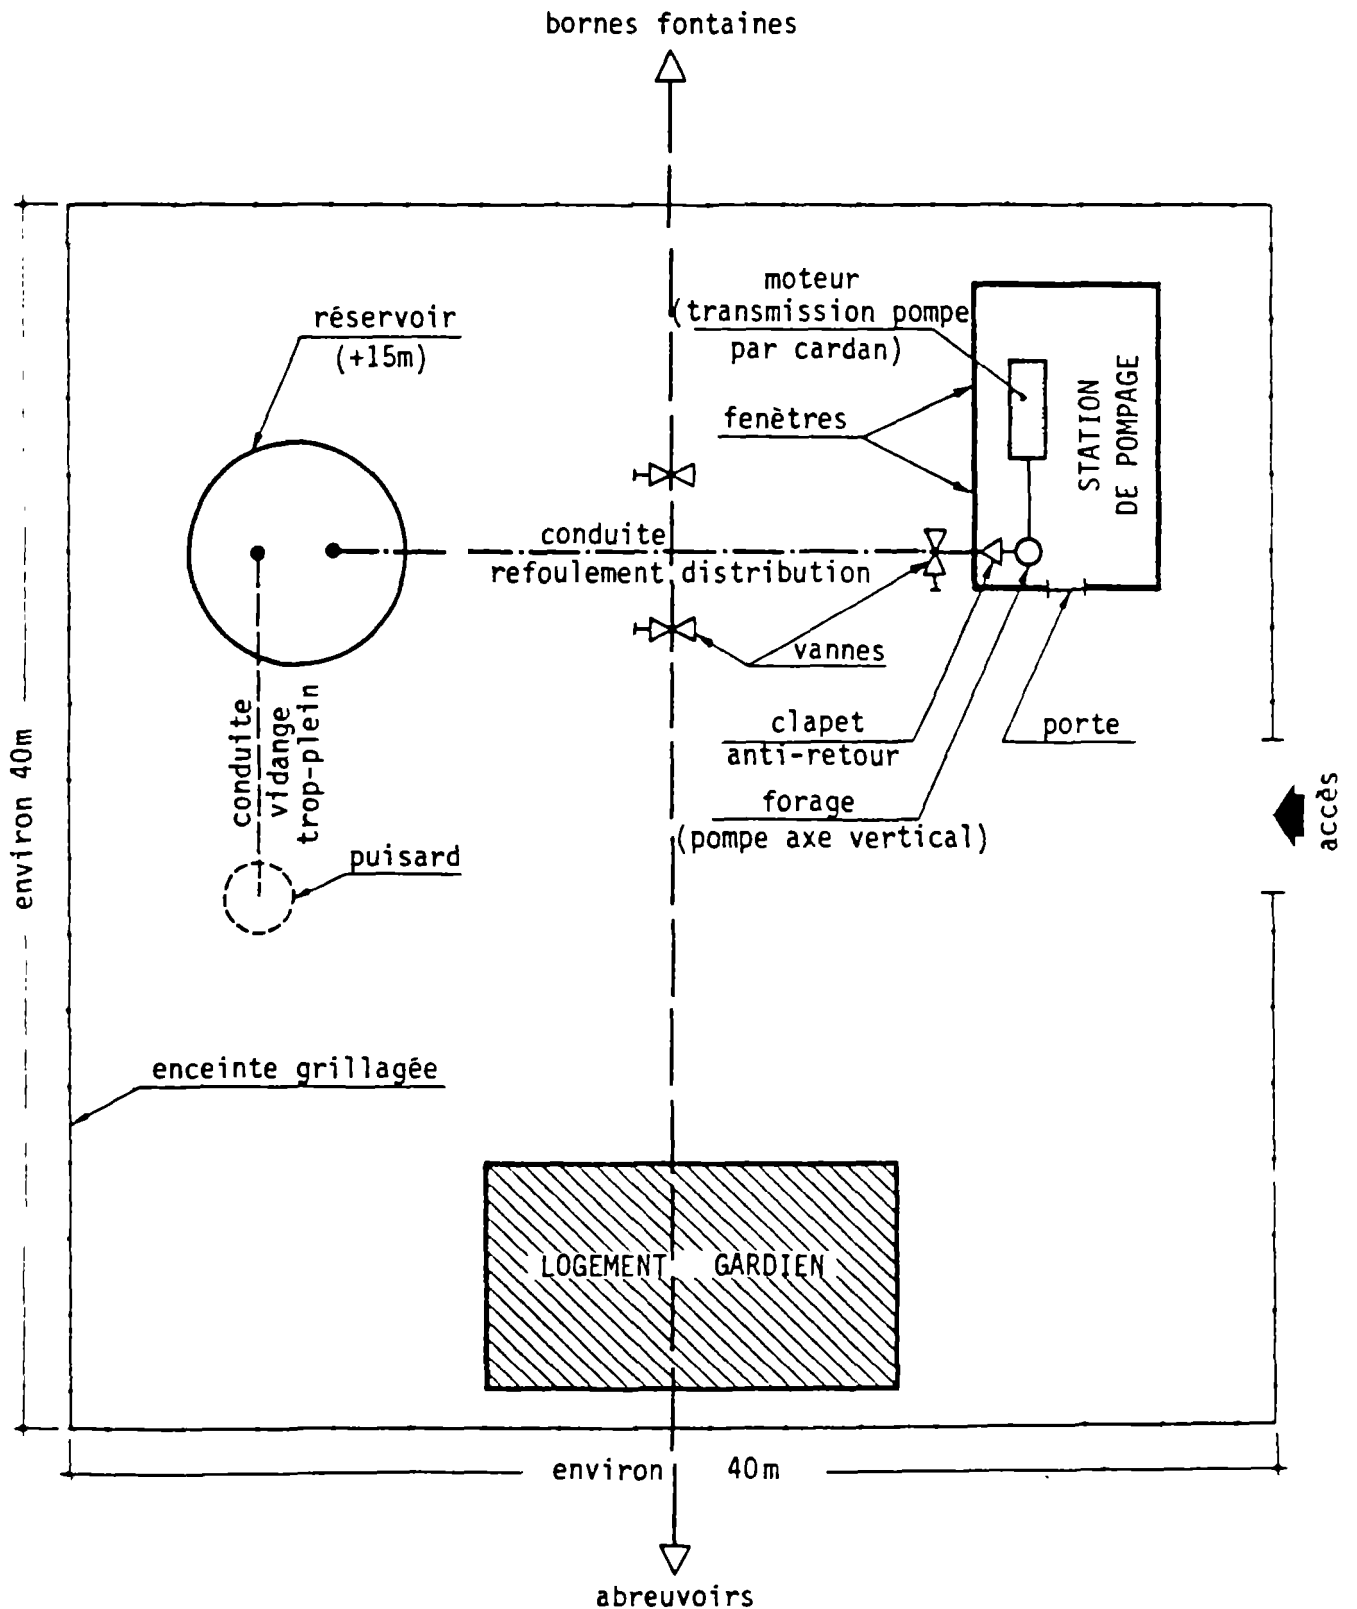 bornes fontaines
moteur
(transmission pompe
par cardan)
réservoir
(+15m)
fenètres
STATION
DE POMPAGE
conduite
refoulement distribution
vannes
conduite
vidange
trop-plein
clapet
anti-retour
porte
forage
(pompe axe vertical)
accès
environ 40m
puisard
enceinte grillagée
LOGEMENT GARDIEN
environ 40m
abreuvoirs